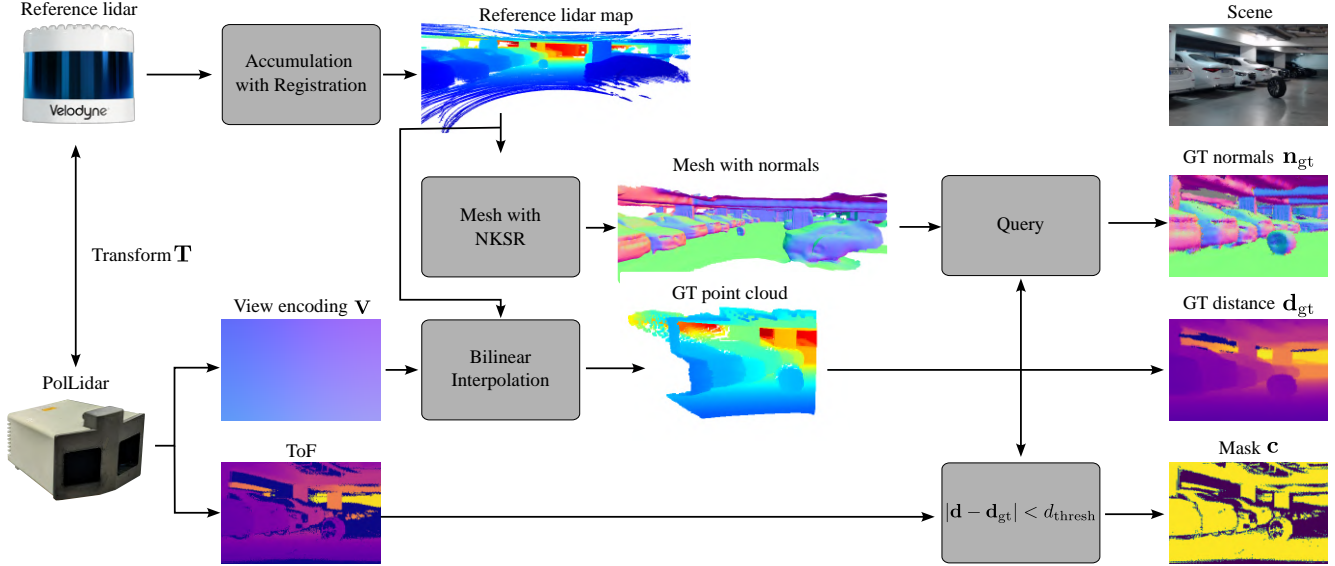 Reference lidar
Reference lidar map
Scene
Accumulation
with Registration
Velodyne
GT normals n_gt
Mesh with normals
Mesh with
NKSR
Query
Transform T
View encoding V
GT point cloud
GT distance d_gt
Bilinear
Interpolation
PolLidar
ToF
Mask c
|d − d_gt| < d_thresh